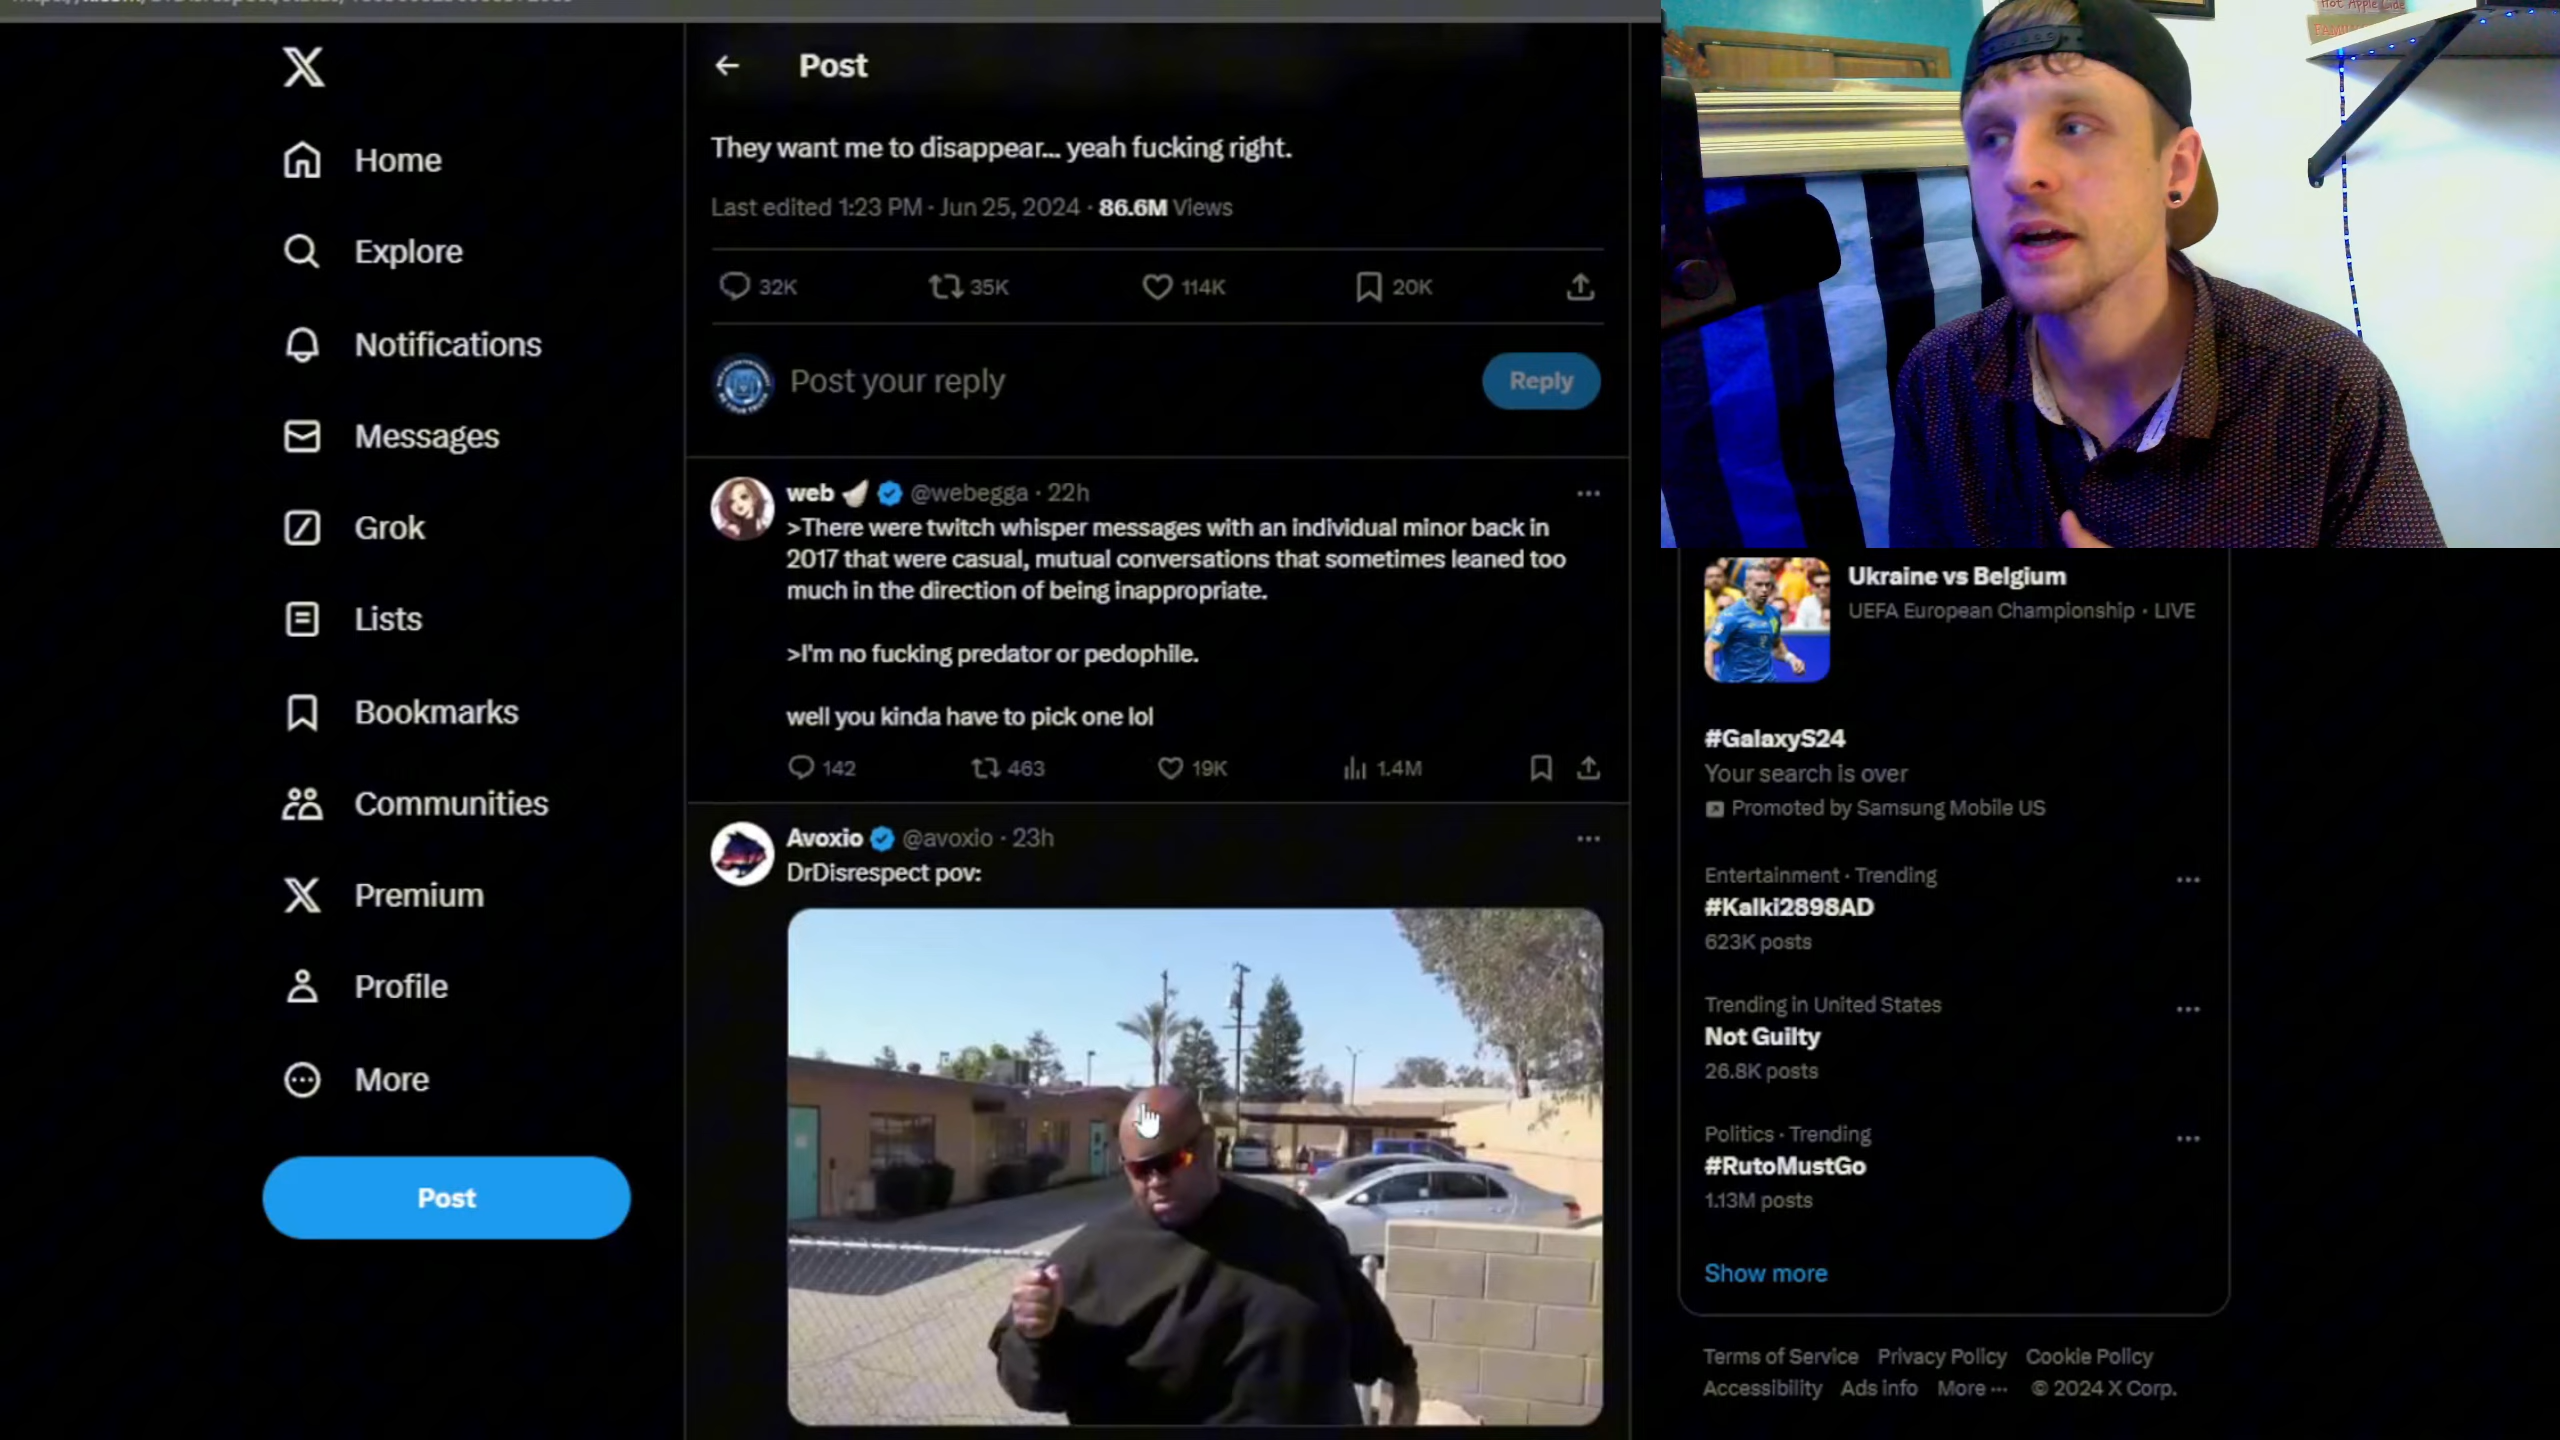 Post
They want me to disappear... yeah fucking right.
Last edited 1:23 PM · Jun 25, 2024 · 86.6M Views
32K 35K 114K 20K
Post your reply
Reply
Home
Explore
Notifications
Messages
Grok
Lists
Bookmarks
Communities
Premium
Profile
More
Post
web @webegga · 22h
>There were twitch whisper messages with an individual minor back in
2017 that were casual, mutual conversations that sometimes leaned too
much in the direction of being inappropriate.
>I'm no fucking predator or pedophile.
well you kinda have to pick one lol
142 463 19K 1.4M
Avoxio @avoxio · 23h
DrDisrespect pov:
Hot Apple Cide
Ukraine vs Belgium
UEFA European Championship · LIVE
#GalaxyS24
Your search is over
Promoted by Samsung Mobile US
Entertainment · Trending
#Kalki2898AD
623K posts
Trending in United States
Not Guilty
26.8K posts
Politics · Trending
#RutoMustGo
1.13M posts
Show more
Terms of Service Privacy Policy Cookie Policy
Accessibility Ads info More ··· © 2024 X Corp.